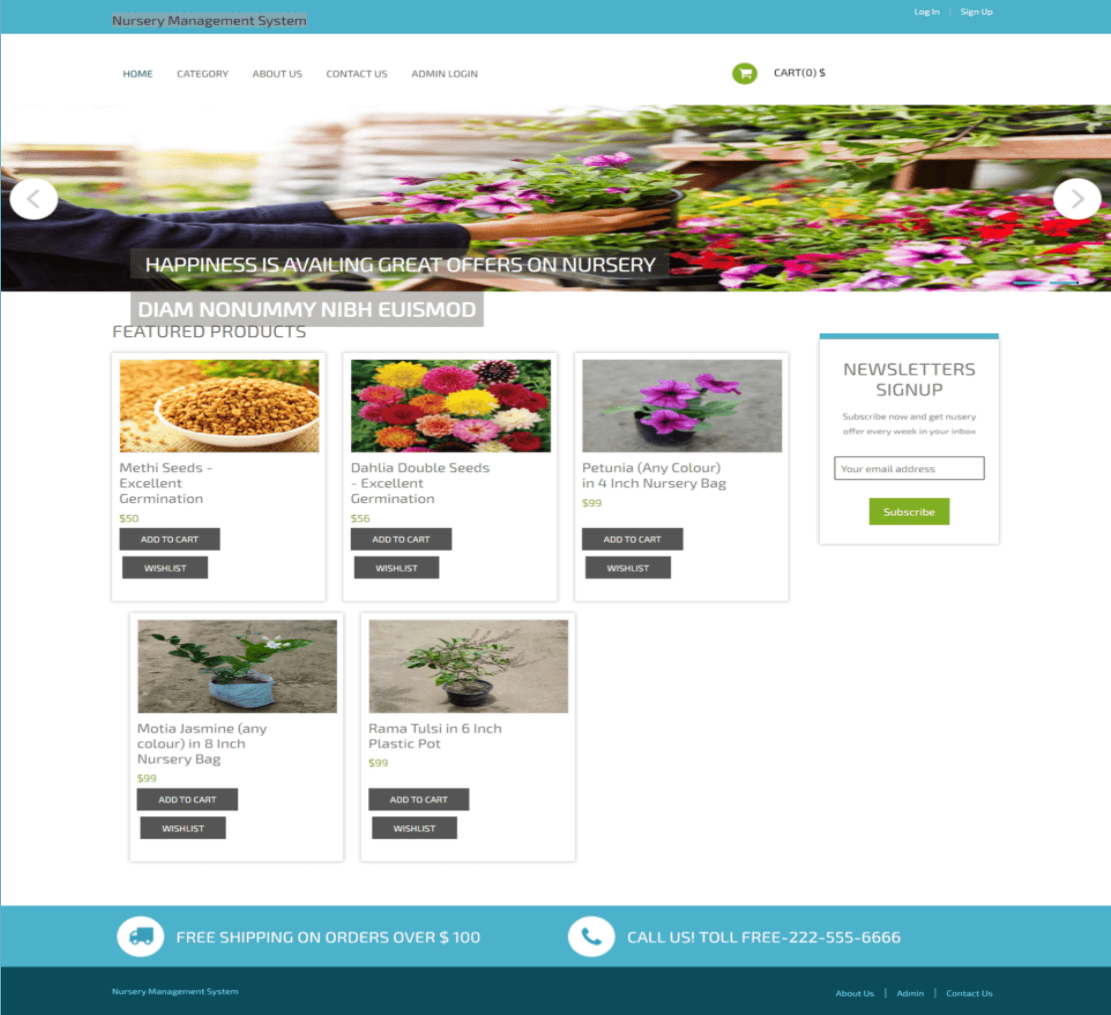 Nursery Management System
Log In | Sign Up
HOME CATEGORY ABOUT US CONTACT US ADMIN LOGIN
CART(0) $
HAPPINESS IS AVAILING GREAT OFFERS ON NURSERY
DIAM NONUMMY NIBH EUISMOD
FEATURED PRODUCTS
Methi Seeds -
Excellent
Germination
$50
ADD TO CART
WISHLIST
Dahlia Double Seeds
- Excellent
Germination
$56
ADD TO CART
WISHLIST
Petunia (Any Colour)
in 4 Inch Nursery Bag
$99
ADD TO CART
WISHLIST
NEWSLETTERS
SIGNUP
Subscribe now and get nusery
offer every week in your inbox
Your email address
Subscribe
Motia Jasmine (any
colour) in 8 Inch
Nursery Bag
$99
ADD TO CART
WISHLIST
Rama Tulsi in 6 Inch
Plastic Pot
$99
ADD TO CART
WISHLIST
FREE SHIPPING ON ORDERS OVER $ 100
CALL US! TOLL FREE-222-555-6666
Nursery Management System
About Us | Admin | Contact Us